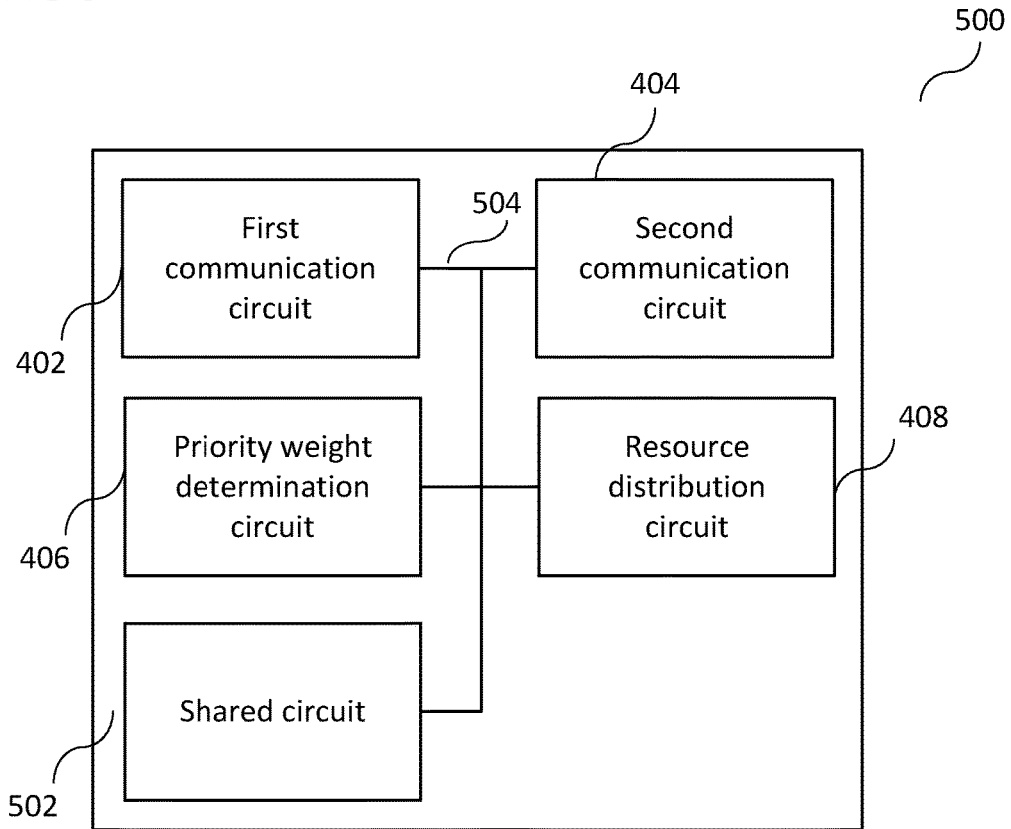 500
404
504
First
communication
circuit
Second
communication
circuit
402
408
Priority weight
determination
circuit
Resource
distribution
circuit
406
Shared circuit
502